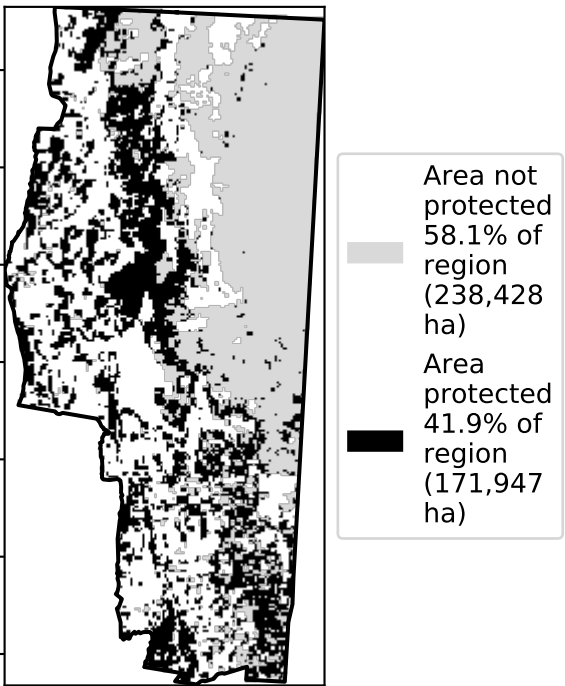 Area not
protected
58.1% of
region
(238,428
ha)
Area
protected
41.9% of
region
(171,947
ha)